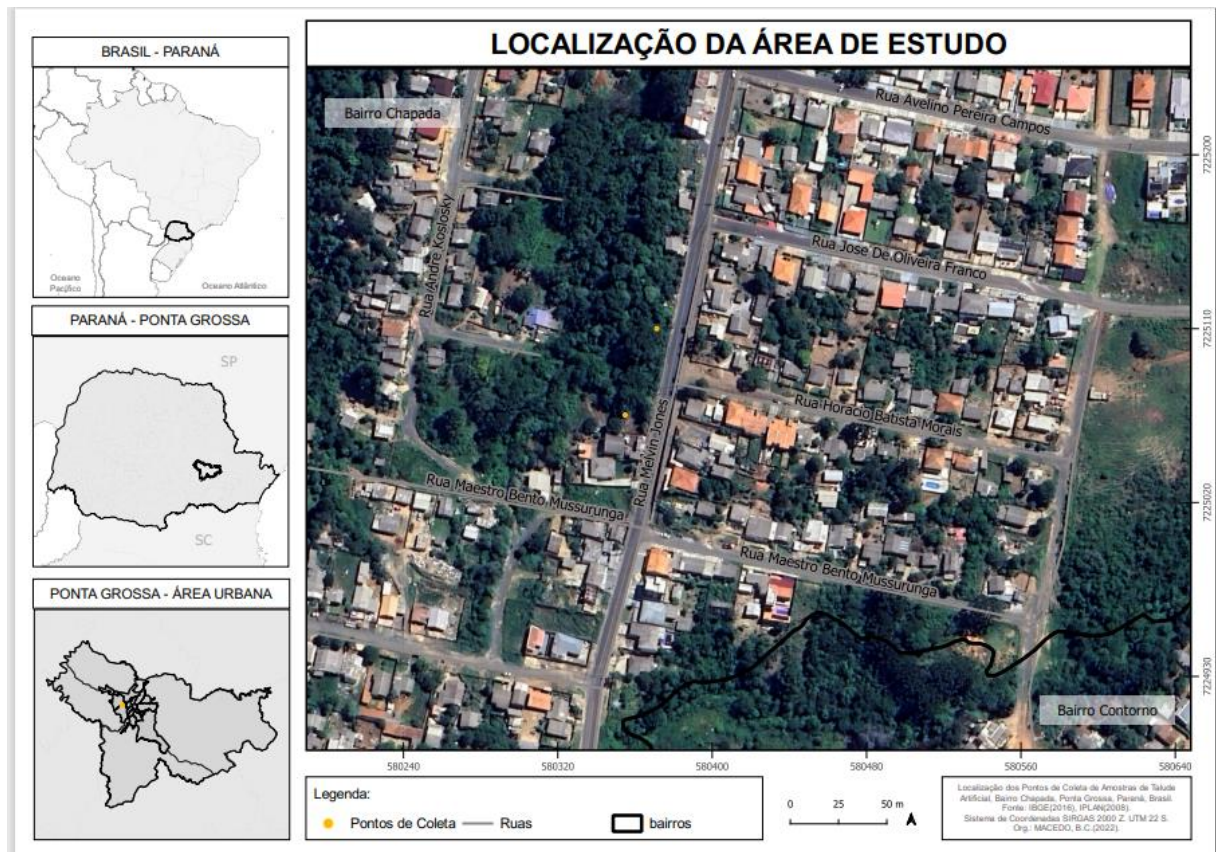 LOCALIZAÇÃO DA ÁREA DE ESTUDO
BRASIL - PARANÁ
Oceano
Pacífico
Oceano Atlântico
PARANÁ - PONTA GROSSA
SP
SC
PONTA GROSSA - ÁREA URBANA
Bairro Chapada
Rua Avelino Pereira Campos
Rua André Koslosky
Rua Jose De Oliveira Franco
Rua Melvin Jones
Rua Horacio Batista Morais
Rua Maestro Bento Mussurunga
Rua Maestro Bento Mussurunga
Bairro Contorno
7225200
7225110
7225020
7224930
580240
580320
580400
580480
580560
580640
Legenda:
Pontos de Coleta
Ruas
bairros
0 25 50 m
Localização dos Pontos de Coleta de Amostras de Talude
Artificial, Bairro Chapada, Ponta Grossa, Paraná, Brasil.
Fonte: IBGE(2016), IPLAN(2008).
Sistema de Coordenadas SIRGAS 2000 Z. UTM 22 S.
Org.: MACEDO, B.C.(2022).